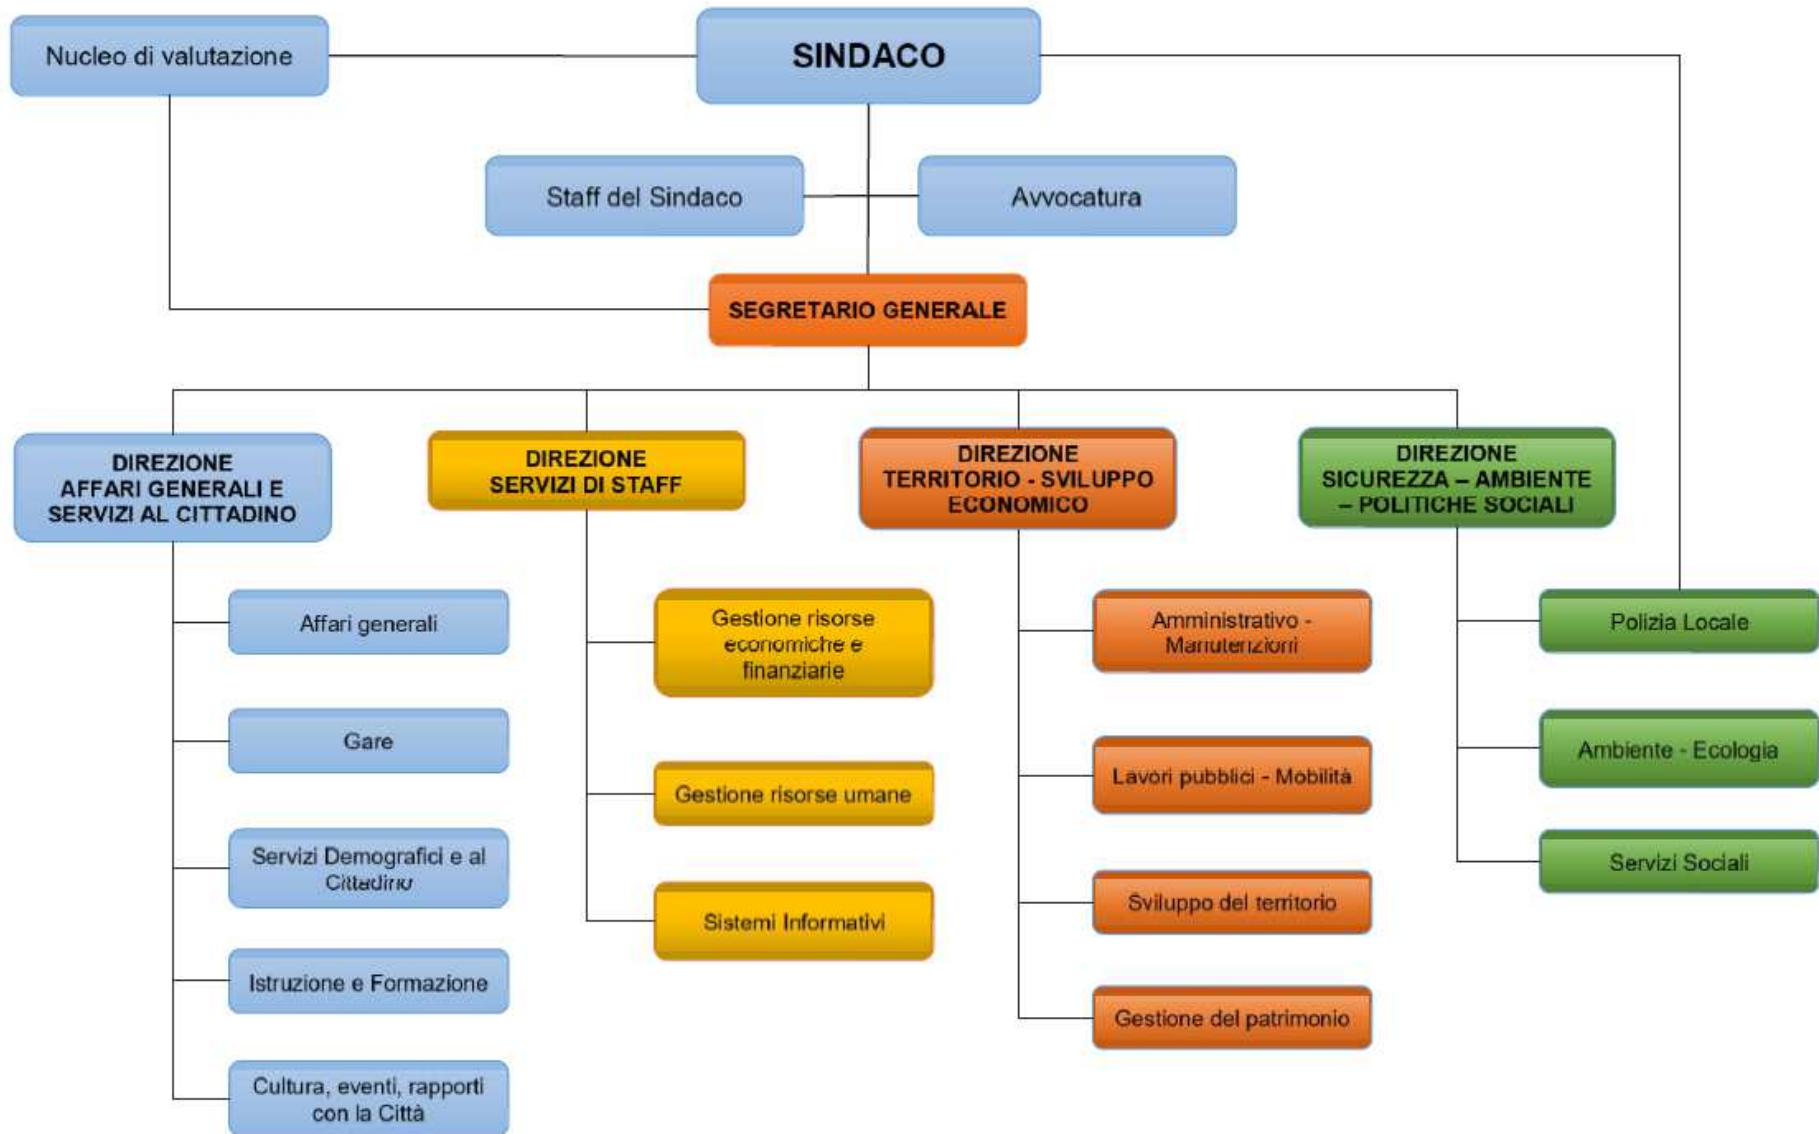 Nucleo di valutazione
SINDACO
Staff del Sindaco
Avvocatura
SEGRETARIO GENERALE
DIREZIONE
AFFARI GENERALI E
SERVIZI AL CITTADINO
DIREZIONE
SERVIZI DI STAFF
DIREZIONE
TERRITORIO - SVILUPPO
ECONOMICO
DIREZIONE
SICUREZZA – AMBIENTE
– POLITICHE SOCIALI
Affari generali
Gare
Servizi Demografici e al
Cittadino
Istruzione e Formazione
Cultura, eventi, rapporti
con la Città
Gestione risorse
economiche e
finanziarie
Gestione risorse umane
Sistemi Informativi
Amministrativo -
Manutenzioni
Lavori pubblici - Mobilità
Sviluppo del territorio
Gestione del patrimonio
Polizia Locale
Ambiente - Ecologia
Servizi Sociali